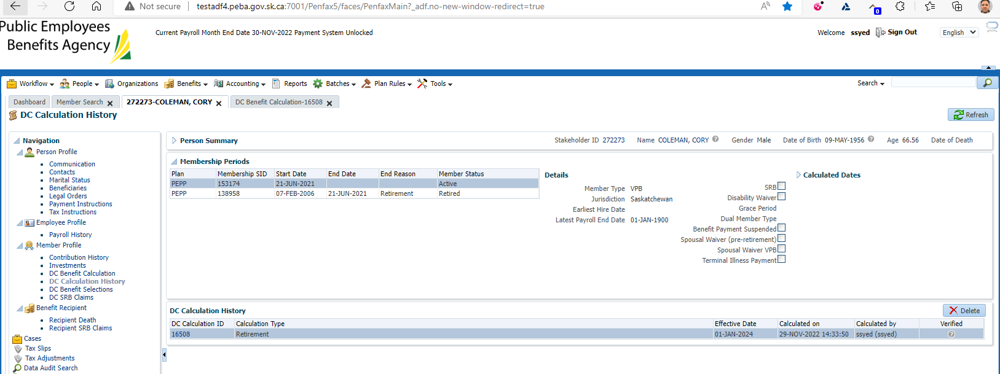 Not secure testadf4.peba.gov.sk.ca:7001/Penfax5/faces/PenfaxMain?_adf.no-new-window-redirect=true
0
Public Employees
Benefits Agency
Current Payroll Month End Date 30-NOV-2022 Payment System Unlocked
Welcome ssyed Sign Out English
Workflow People Organizations Benefits Accounting Reports Batches Plan Rules Tools Search
Dashboard Member Search 272273-COLEMAN, CORY DC Benefit Calculation-16508
DC Calculation History Refresh
Navigation
Person Profile
Communication
Contacts
Marital Status
Beneficiaries
Legal Orders
Payment Instructions
Tax Instructions
Employee Profile
Payroll History
Member Profile
Contribution History
Investments
DC Benefit Calculation
DC Calculation History
DC Benefit Selections
DC SRB Claims
Benefit Recipient
Recipient Death
Recipient SRB Claims
Cases
Tax Slips
Tax Adjustments
Data Audit Search
Person Summary Stakeholder ID 272273 Name COLEMAN, CORY Gender Male Date of Birth 09-MAY-1956 Age 66.56 Date of Death
Membership Periods
Plan Membership SID Start Date End Date End Reason Member Status
PEPP 153174 21-JUN-2021 Active
PEPP 138958 07-FEB-2006 21-JUN-2021 Retirement Retired
Details
Member Type VPB
Jurisdiction Saskatchewan
Earliest Hire Date
Latest Payroll End Date 01-JAN-1900
SRB
Disability Waiver
Grace Period
Dual Member Type
Benefit Payment Suspended
Spousal Waiver (pre-retirement)
Spousal Waiver VPB
Terminal Illness Payment
Calculated Dates
DC Calculation History Delete
DC Calculation ID Calculation Type Effective Date Calculated on Calculated by Verified
16508 Retirement 01-JAN-2024 29-NOV-2022 14:33:50 ssyed (ssyed)